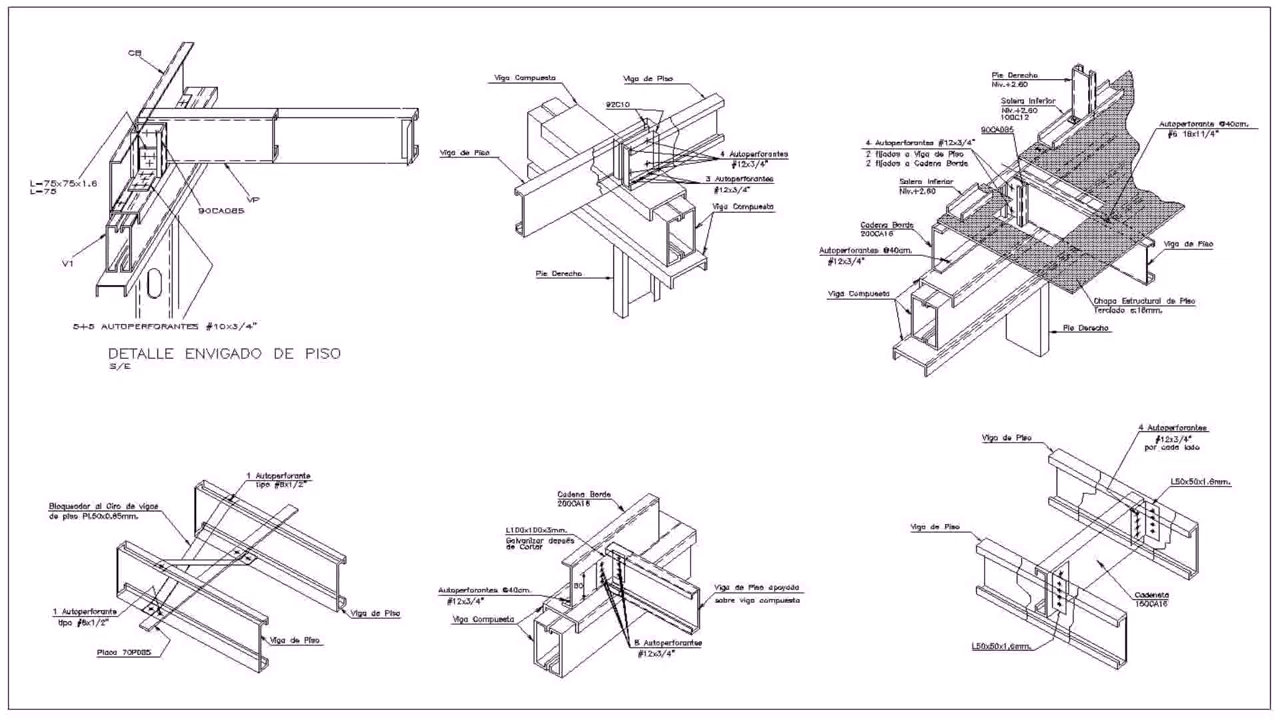 CB
L-75x75x1.6
L-75
90CA085
VP
V1
5+5 AUTOPERFORANTES #10x3/4"
DETALLE ENVIGADO DE PISO
S/E
Viga Compuesta
Viga de Piso
92C10
Viga de Piso
4 Autoperforantes
#12x3/4"
3 Autoperforantes
#12x3/4"
Viga Compuesta
Pie Derecho
Pie Derecho
Niv.+2.60
Solera Inferior
Niv.+2.60
100C12
90CA085
Autoperforante @40cm.
#6 18x1 1/4"
4 Autoperforantes #12x3/4"
2 fijados a Viga de Piso
2 fijados a Cadena Borde
Solera Inferior
Niv.+2.60
Cadena Borde
200CA16
Autoperforantes @40cm.
#12x3/4"
Viga de Piso
Viga Compuesta
Chapa Estructural de Piso
Terciado e:18mm.
Pie Derecho
1 Autoperforante
tipo #8x1/2"
Bloqueador al Giro de vigas
de piso PL50x0.85mm.
1 Autoperforante
tipo #8x1/2"
Viga de Piso
Viga de Piso
Placa 70P085
Cadena Borde
200CA16
L100x100x3mm.
Galvanizar después
de Cortar
80
Autoperforantes @40cm.
#12x3/4"
Viga Compuesta
Viga de Piso apoyada
sobre viga compuesta
#12x3/4"
4 Autoperforantes
#12x3/4"
por cada lado
Viga de Piso
L50x50x1.6mm.
Viga de Piso
Cadeneta
150CA16
L50x50x1.6mm.